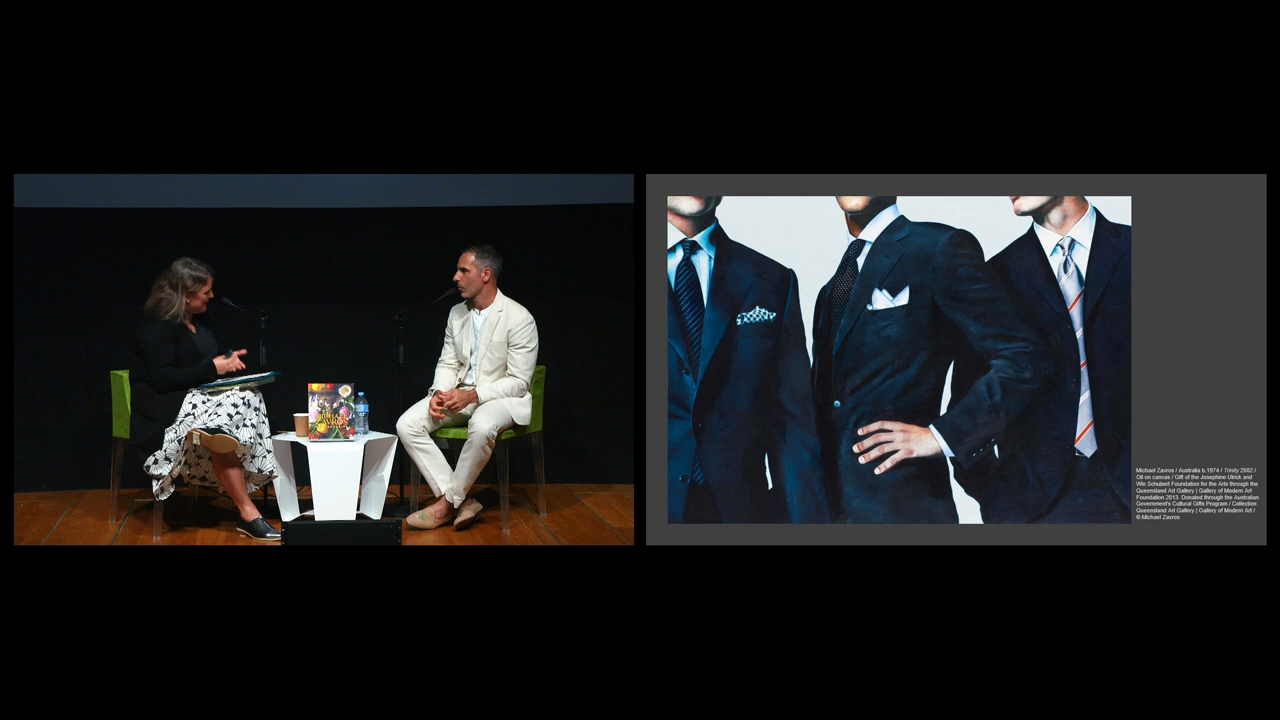 MICHAEL
ZAVROS
Michael Zavros / Australia b.1974 / Trinity 2002 /
Oil on canvas / Gift of the Josephine Ulrick and
Win Schubert Foundation for the Arts through the
Queensland Art Gallery | Gallery of Modern Art
Foundation 2013. Donated through the Australian
Government's Cultural Gifts Program / Collection:
Queensland Art Gallery | Gallery of Modern Art /
© Michael Zavros